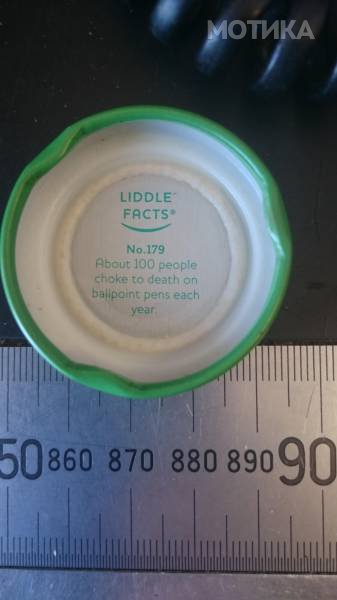 МОТИКА
LIDDLE™
FACTS®
No.179
About 100 people
choke to death on
ballpoint pens each
year.
50 860 870 880 890 90